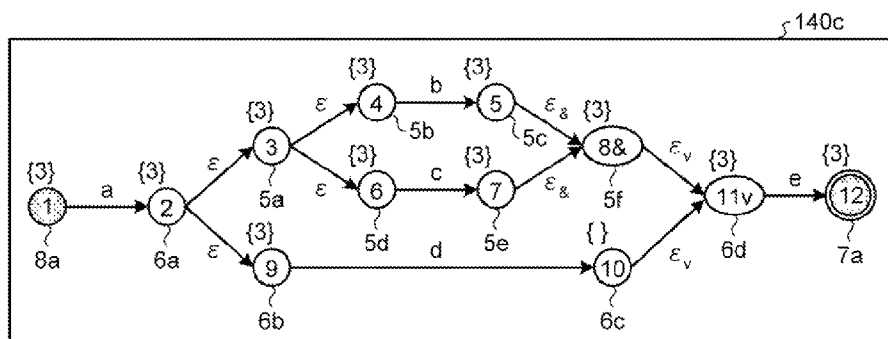 140c
{3} b {3}
ε 4 5 ε& {3}
{3} 5b 5c
3 8&
{3} {3} ε 5a {3} c {3} ε& 5f εv {3} {3}
1 a 2 ε 6 7 11v e 12
8a 6a ε {3} 5d 5e { } εv 6d 7a
9 d 10
6b 6c